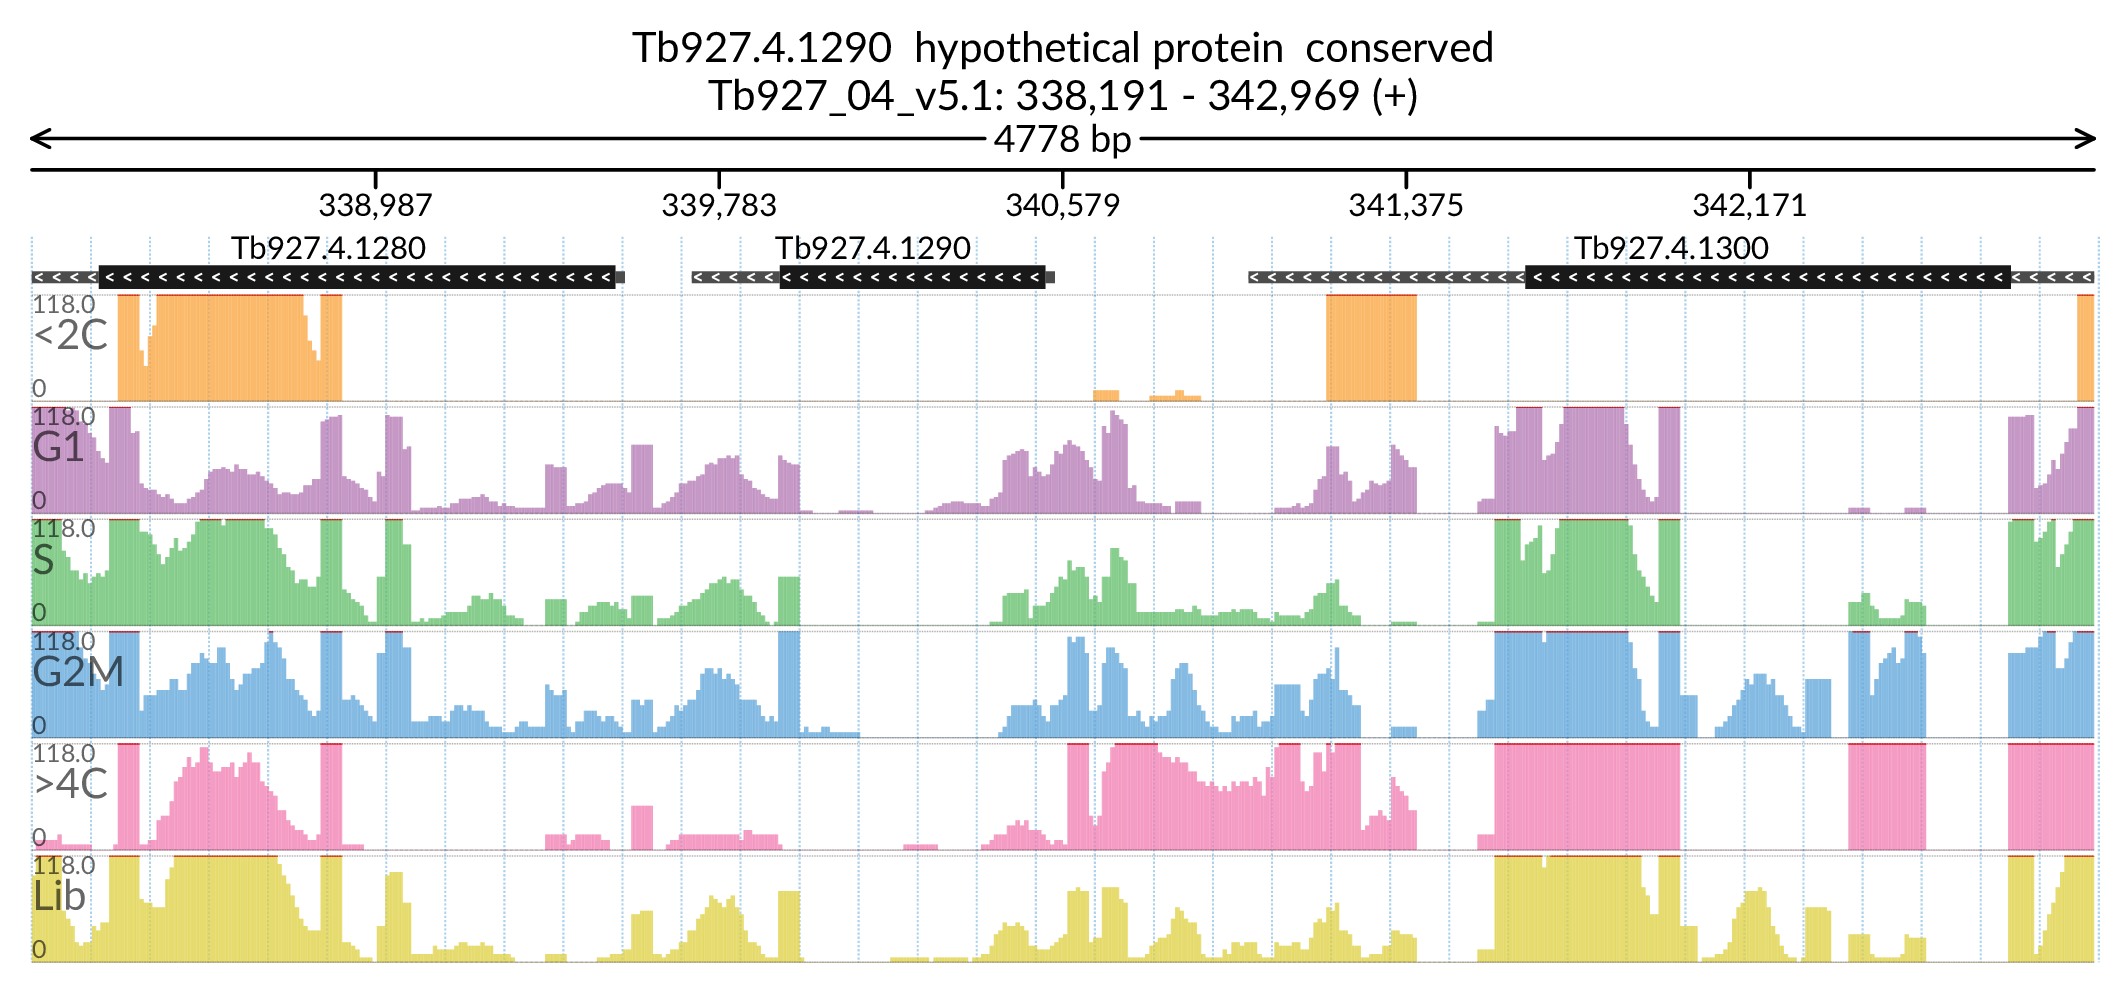 Tb927.4.1290 hypothetical protein conserved
Tb927_04_v5.1: 338,191 - 342,969 (+)
4778 bp
338,987 339,783 340,579 341,375 342,171
Tb927.4.1280 Tb927.4.1290 Tb927.4.1300
118.0
<2C
0
118.0
G1
0
118.0
S
0
118.0
G2M
0
118.0
>4C
0
118.0
Lib
0